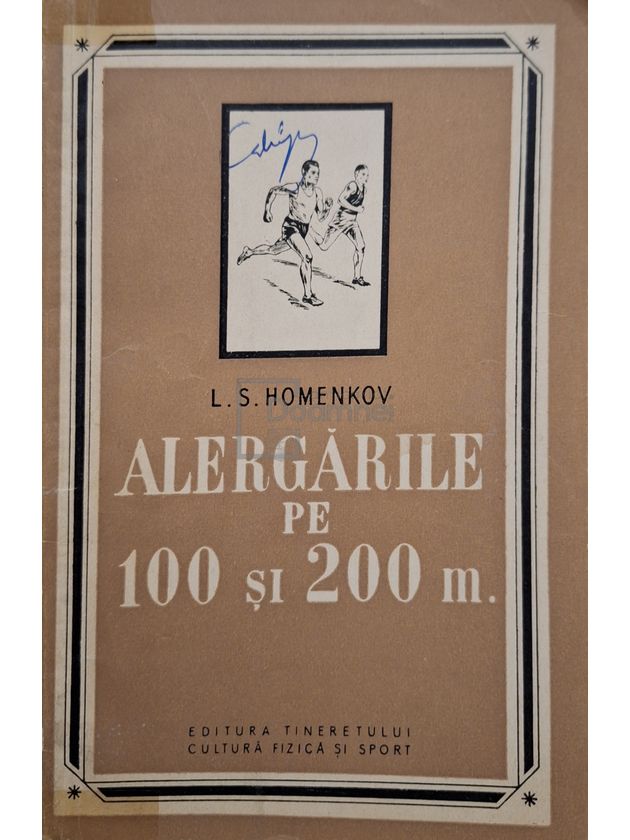 L. S. HOMENKOV
ALERGĂRILE
PE
100 ȘI 200 m.
EDITURA TINERETULUI
CULTURĂ FIZICĂ ȘI SPORT